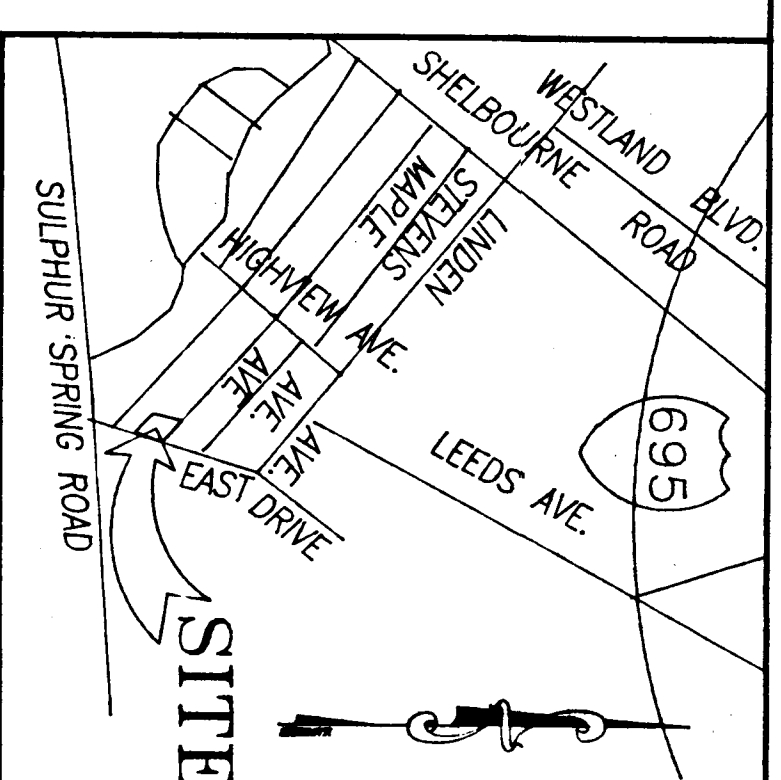 WESTLAND BLVD.
SHELBOURNE ROAD
LINDEN AVE.
STEVENS AVE.
MAPLE AVE
HIGHVIEW AVE.
695
LEEDS AVE.
EAST DRIVE
SULPHUR SPRING ROAD
SITE